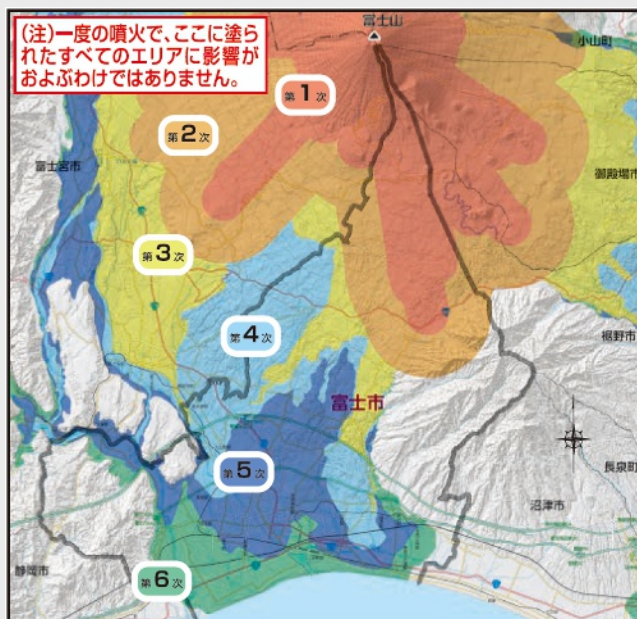 (注)一度の噴火で、ここに塗ら
れたすべてのエリアに影響が
およぶわけではありません。
富士山
小山町
第1次
第2次
富士宮市
御殿場市
第3次
第4次
裾野市
富士市
長泉町
第5次
沼津市
静岡市
第6次